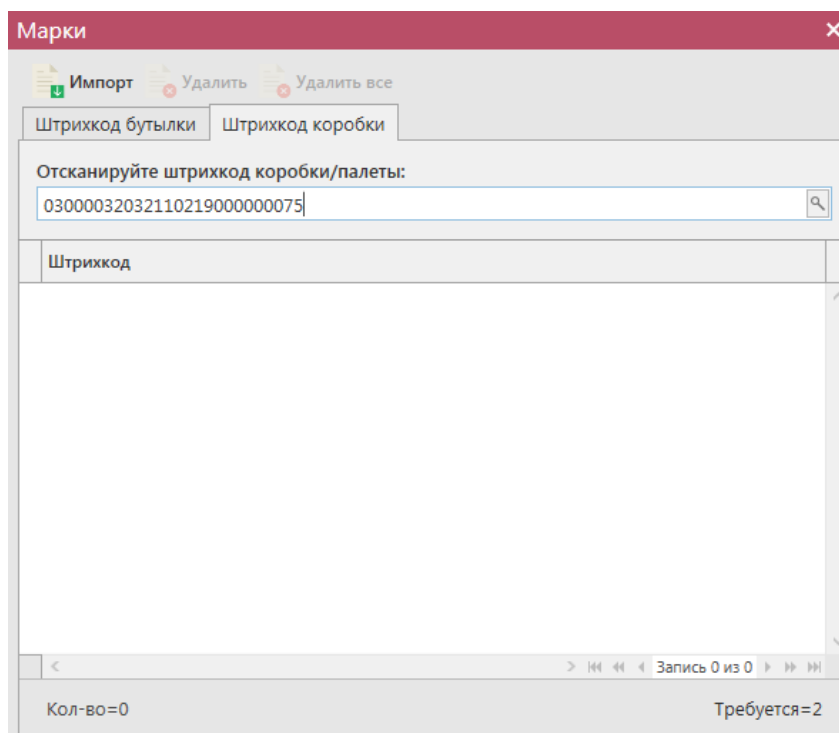 Марки
Импорт Удалить Удалить все
Штрихкод бутылки Штрихкод коробки
Отсканируйте штрихкод коробки/палеты:
03000032032110219000000075
Штрихкод
Запись 0 из 0
Кол-во=0 Требуется=2